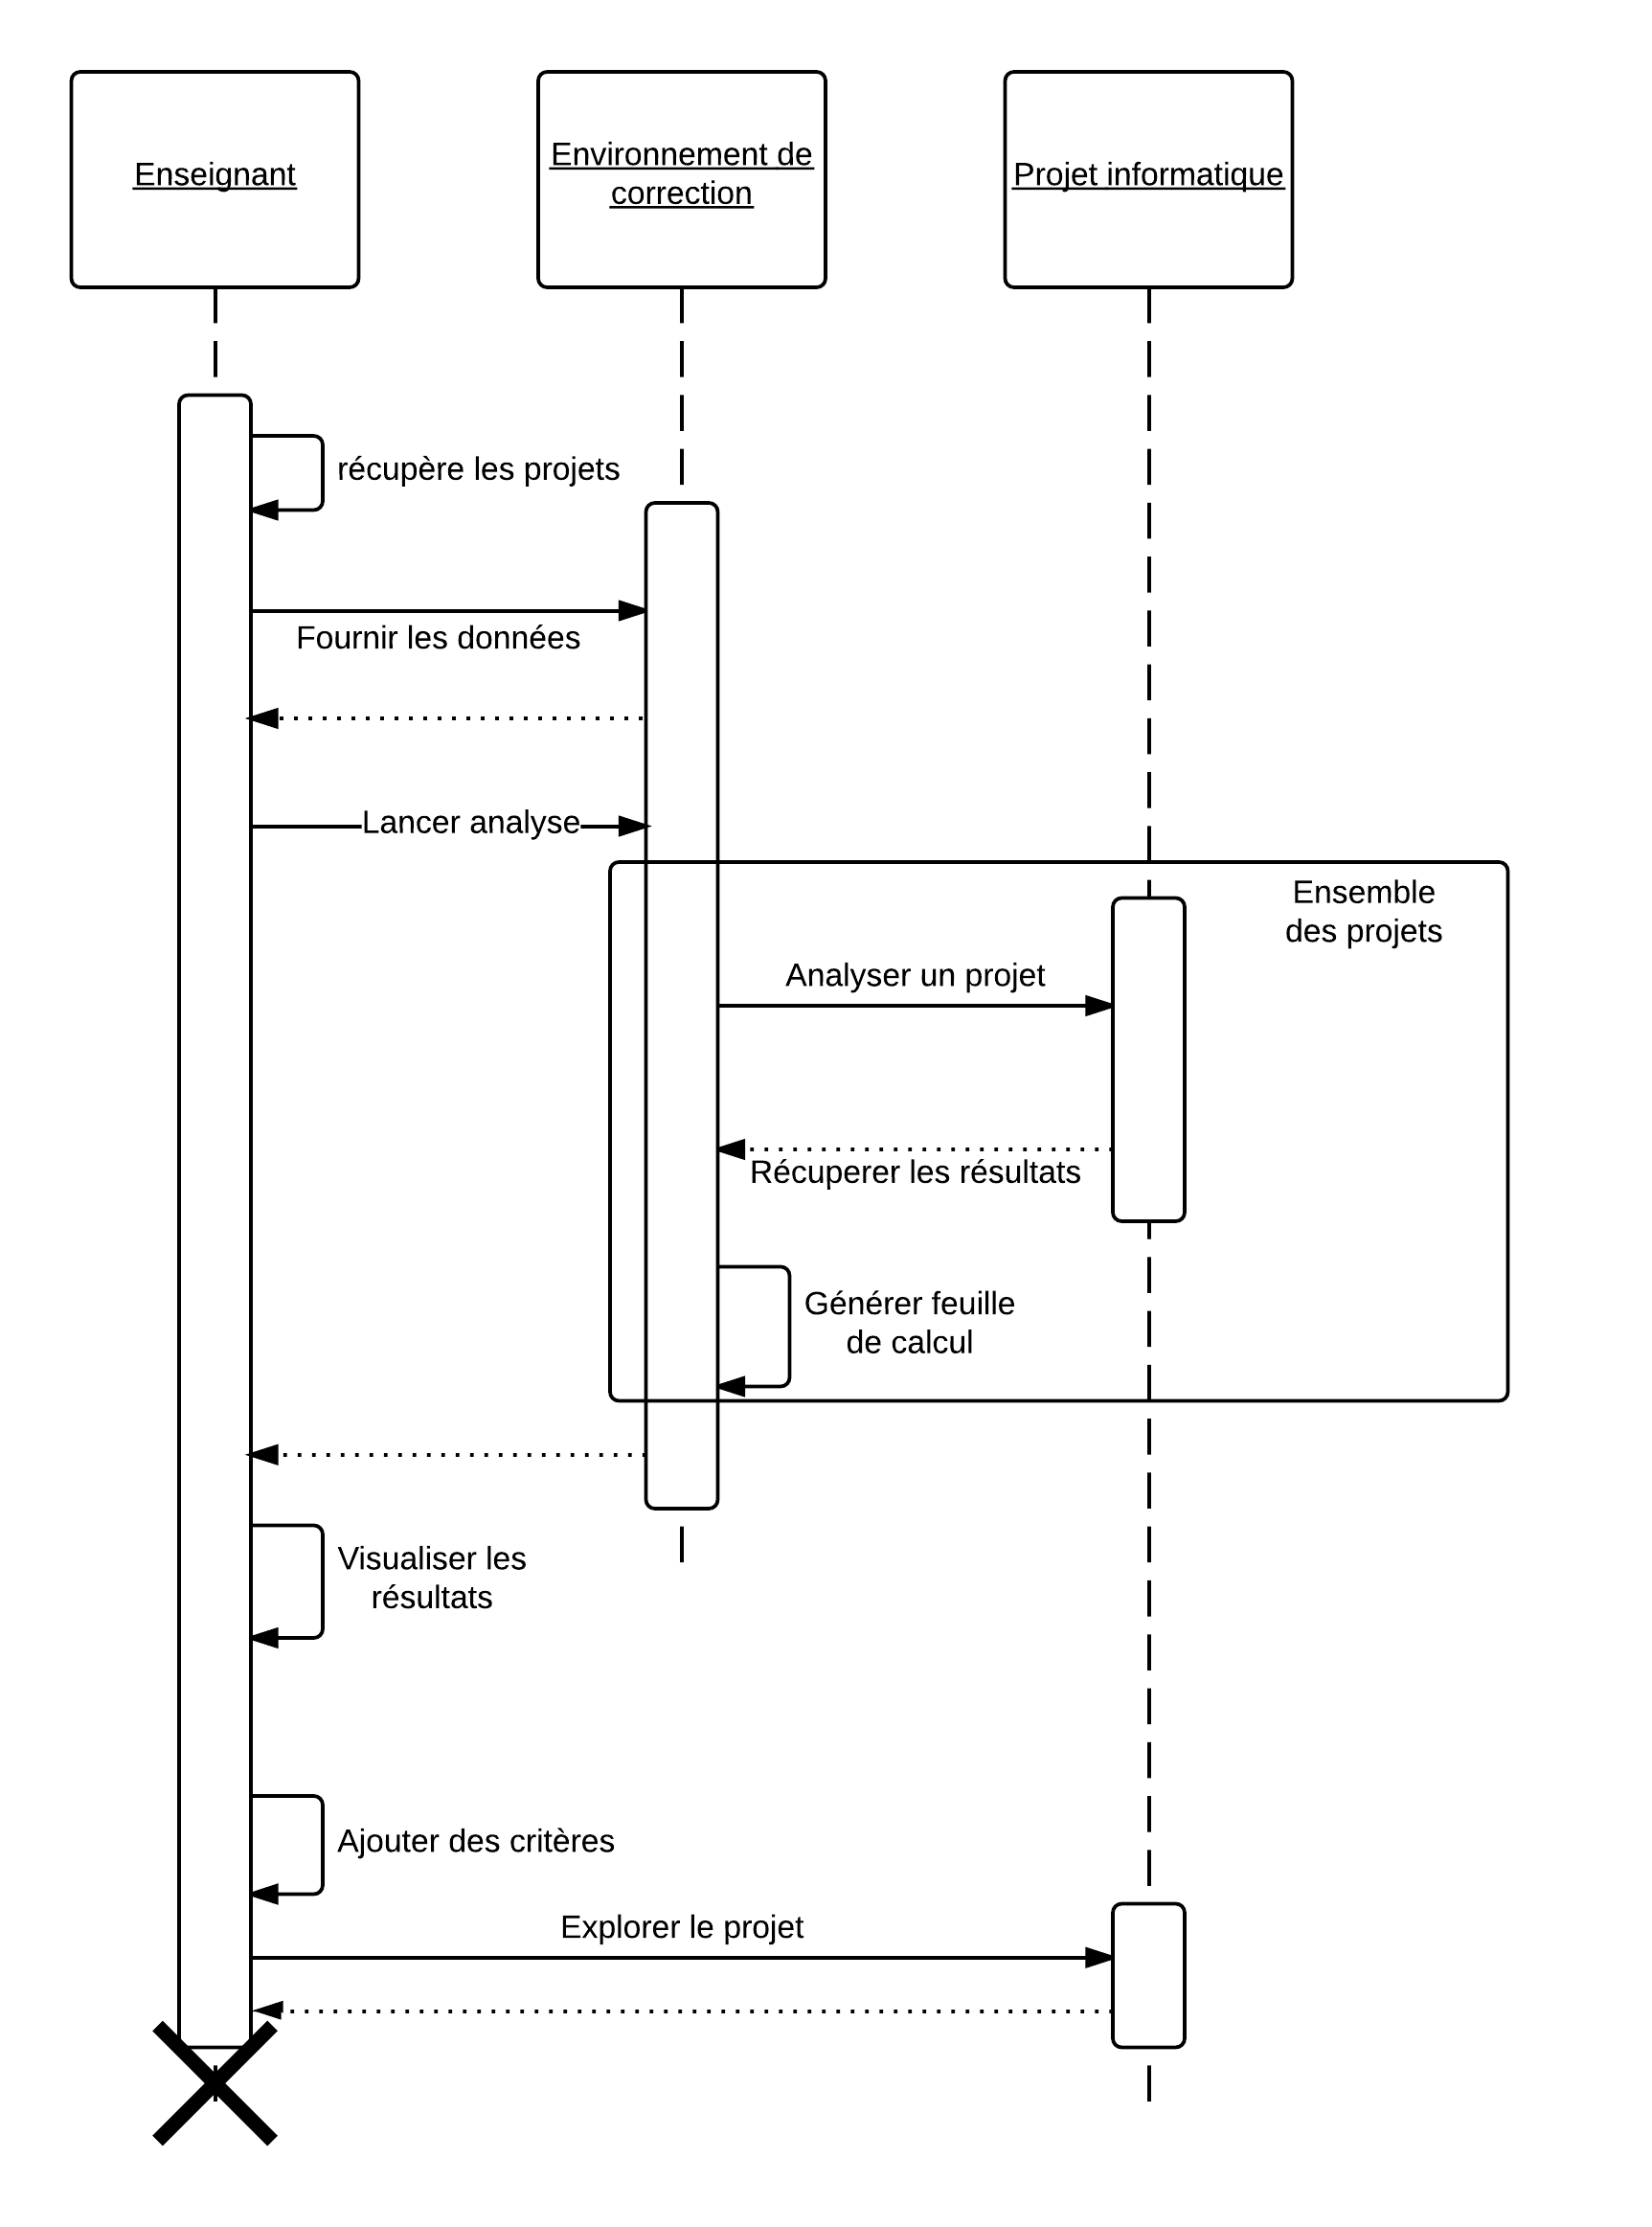 Enseignant
Environnement de
correction
Projet informatique
récupère les projets
Fournir les données
Lancer analyse
Ensemble
des projets
Analyser un projet
Récuperer les résultats
Générer feuille
de calcul
Visualiser les
résultats
Ajouter des critères
Explorer le projet